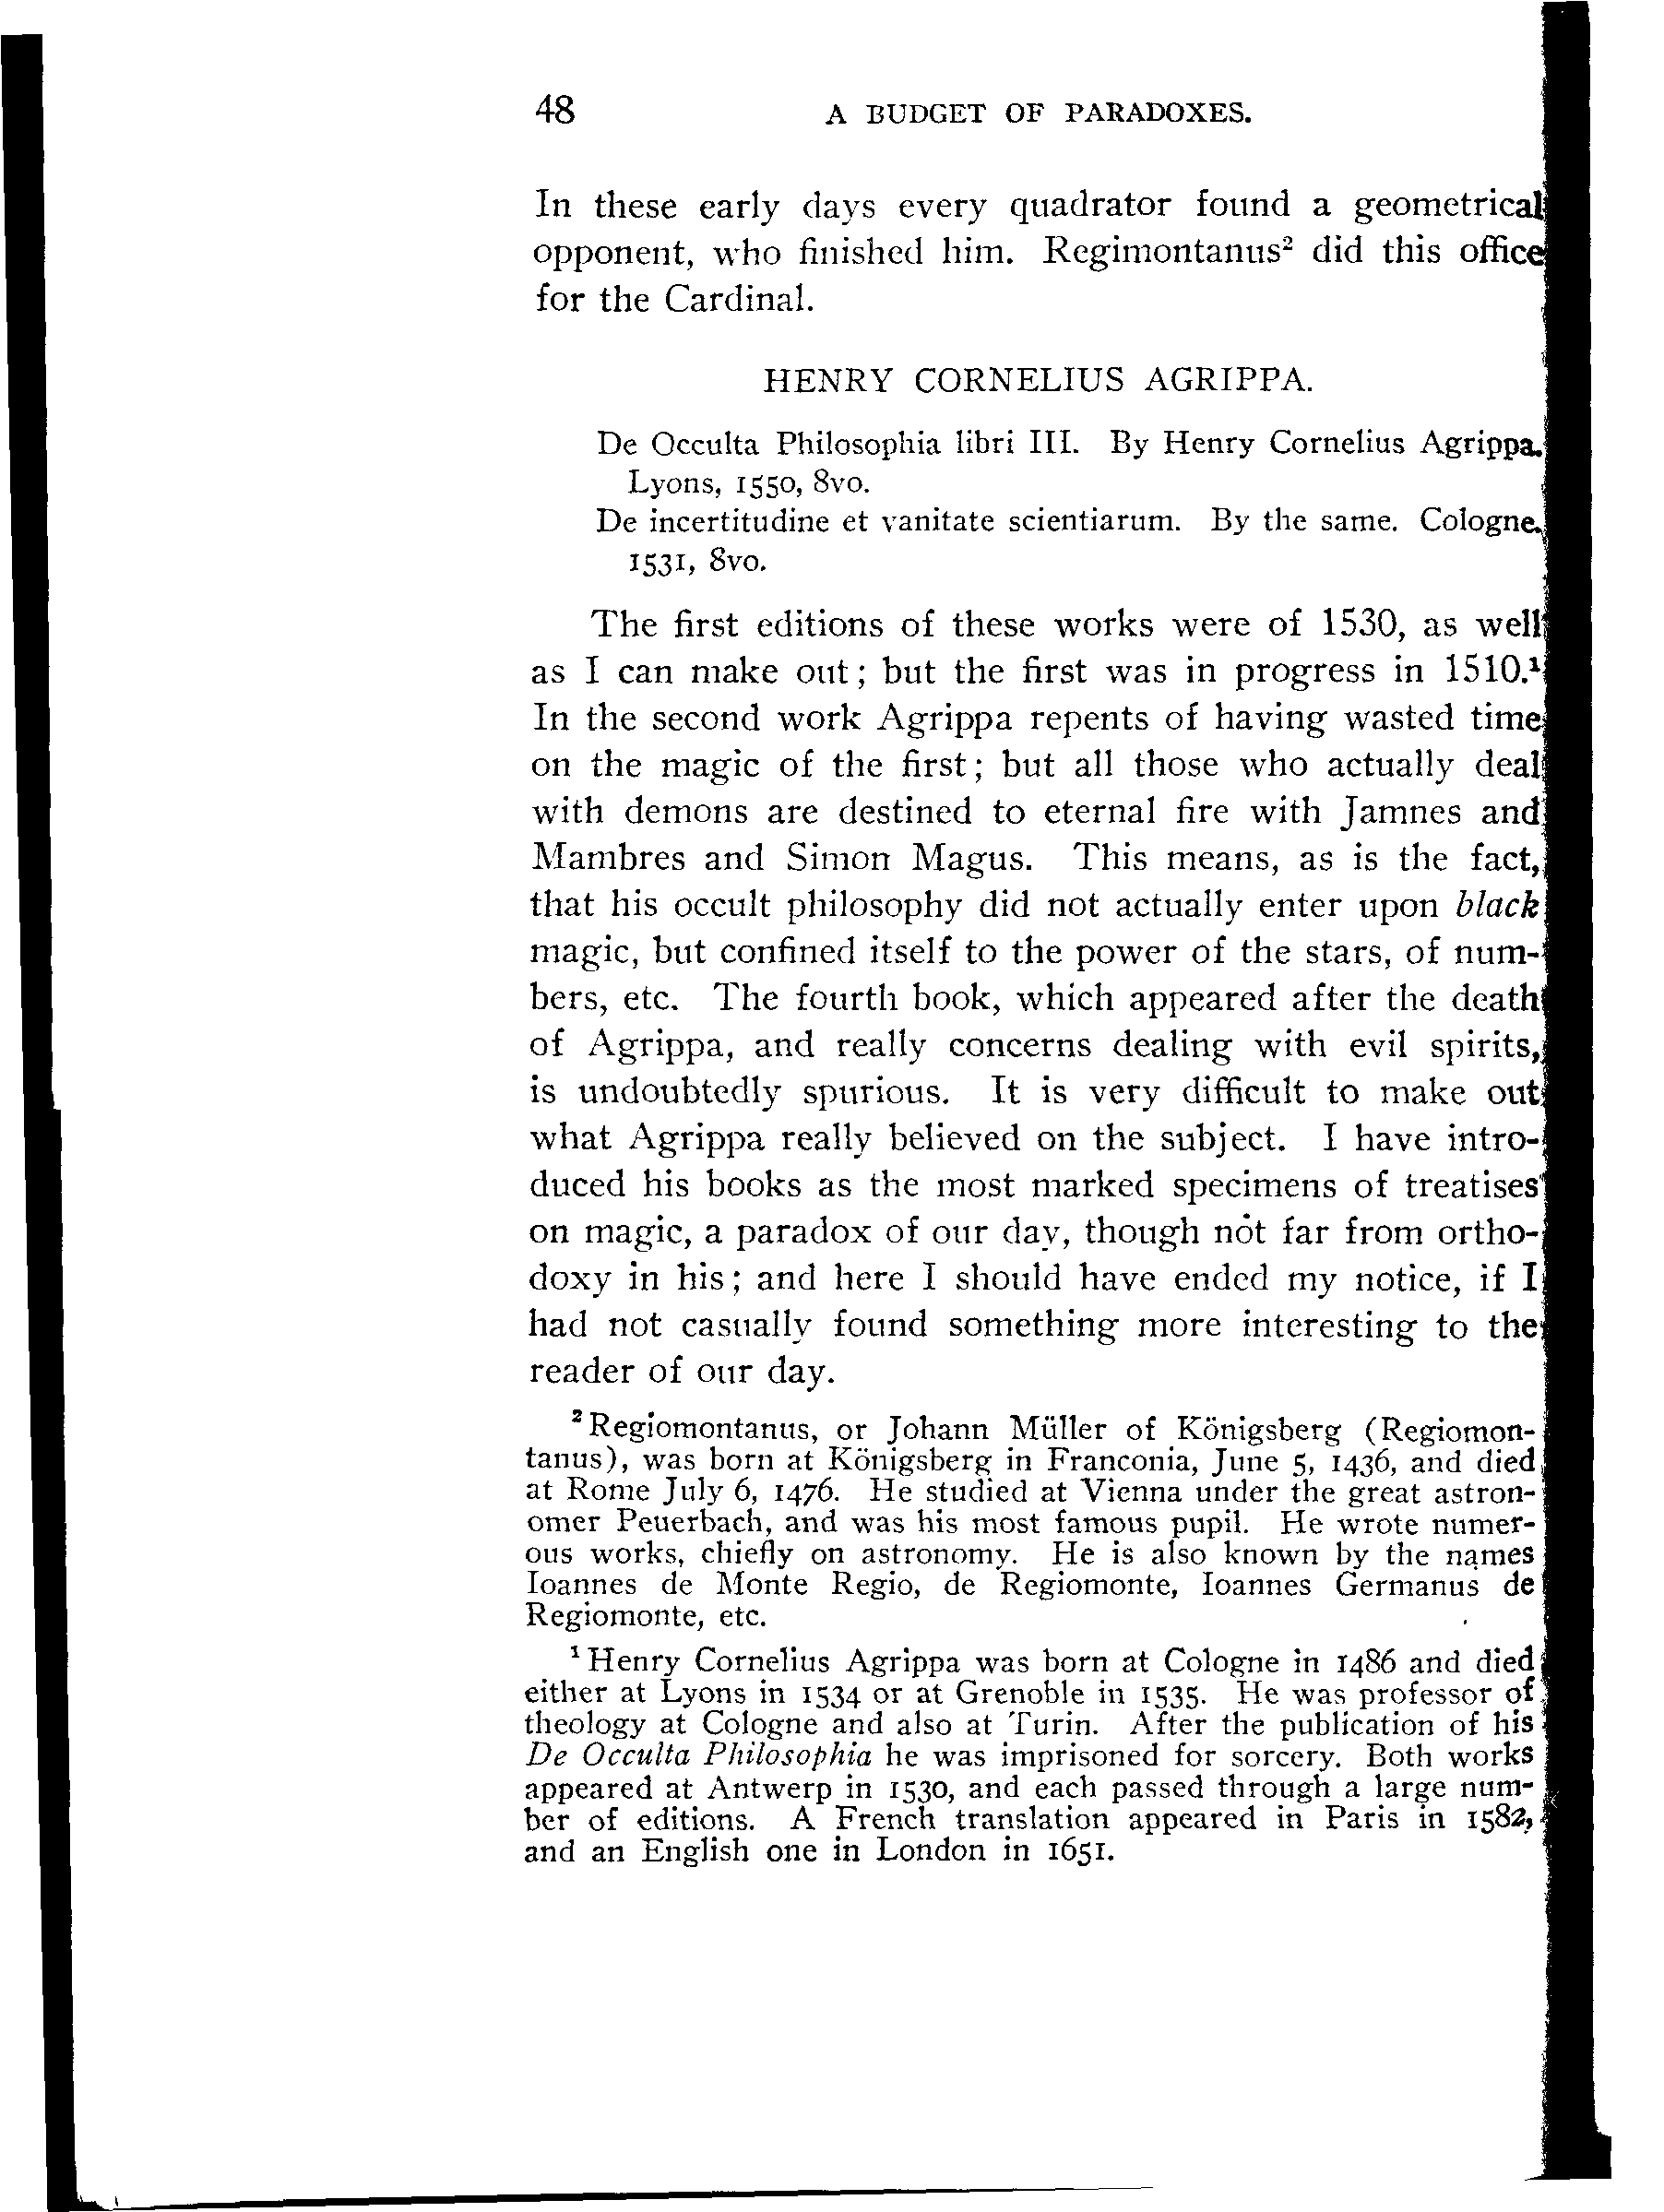 48 A BUDGET OF PARADOXES.
In these early days every quadrator found a geometrical
opponent, who finished him. Regimontanus² did this office
for the Cardinal.
HENRY CORNELIUS AGRIPPA.
De Occulta Philosophia libri III. By Henry Cornelius Agrippa.
Lyons, 1550, 8vo.
De incertitudine et vanitate scientiarum. By the same. Cologne,
1531, 8vo.
The first editions of these works were of 1530, as well
as I can make out; but the first was in progress in 1510.¹
In the second work Agrippa repents of having wasted time
on the magic of the first; but all those who actually deal
with demons are destined to eternal fire with Jamnes and
Mambres and Simon Magus. This means, as is the fact,
that his occult philosophy did not actually enter upon black
magic, but confined itself to the power of the stars, of num-
bers, etc. The fourth book, which appeared after the death
of Agrippa, and really concerns dealing with evil spirits,
is undoubtedly spurious. It is very difficult to make out
what Agrippa really believed on the subject. I have intro-
duced his books as the most marked specimens of treatises
on magic, a paradox of our day, though not far from ortho-
doxy in his; and here I should have ended my notice, if I
had not casually found something more interesting to the
reader of our day.
² Regiomontanus, or Johann Müller of Königsberg (Regiomon-
tanus), was born at Königsberg in Franconia, June 5, 1436, and died
at Rome July 6, 1476. He studied at Vienna under the great astron-
omer Peuerbach, and was his most famous pupil. He wrote numer-
ous works, chiefly on astronomy. He is also known by the names
Ioannes de Monte Regio, de Regiomonte, Ioannes Germanus de
Regiomonte, etc.
¹ Henry Cornelius Agrippa was born at Cologne in 1486 and died
either at Lyons in 1534 or at Grenoble in 1535. He was professor of
theology at Cologne and also at Turin. After the publication of his
De Occulta Philosophia he was imprisoned for sorcery. Both works
appeared at Antwerp in 1530, and each passed through a large num-
ber of editions. A French translation appeared in Paris in 1582,
and an English one in London in 1651.